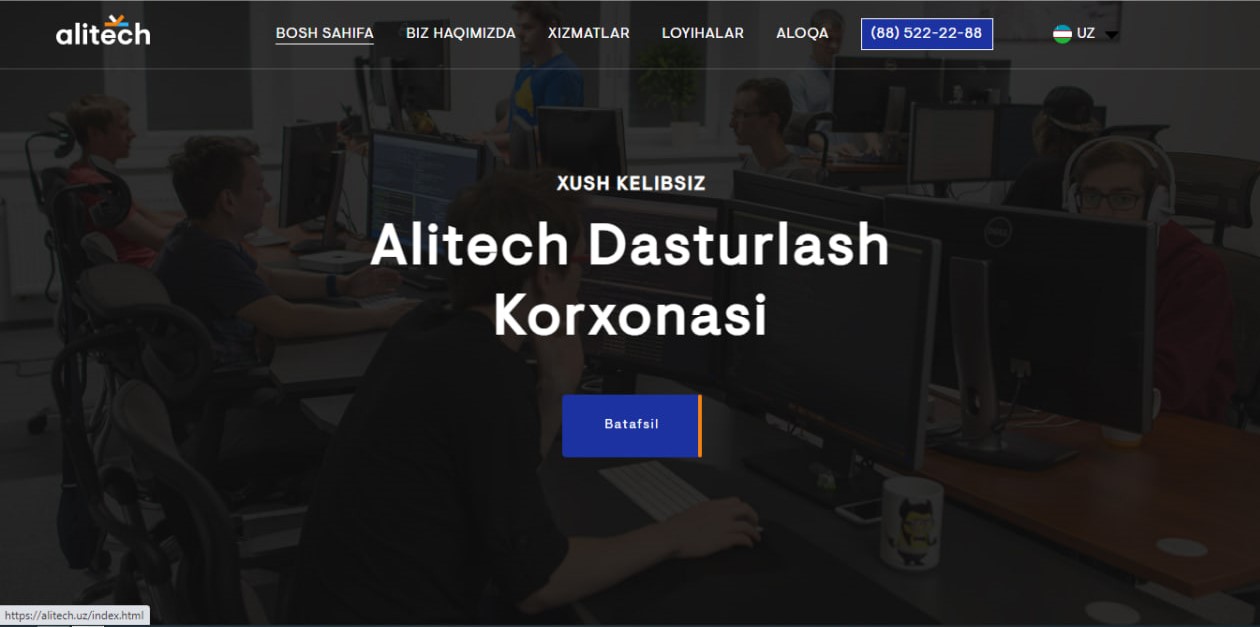 alitech
BOSH SAHIFA BIZ HAQIMIZDA XIZMATLAR LOYIHALAR ALOQA (88) 522-22-88 UZ
XUSH KELIBSIZ
Alitech Dasturlash
Korxonasi
Batafsil
DELL
https://alitech.uz/index.html